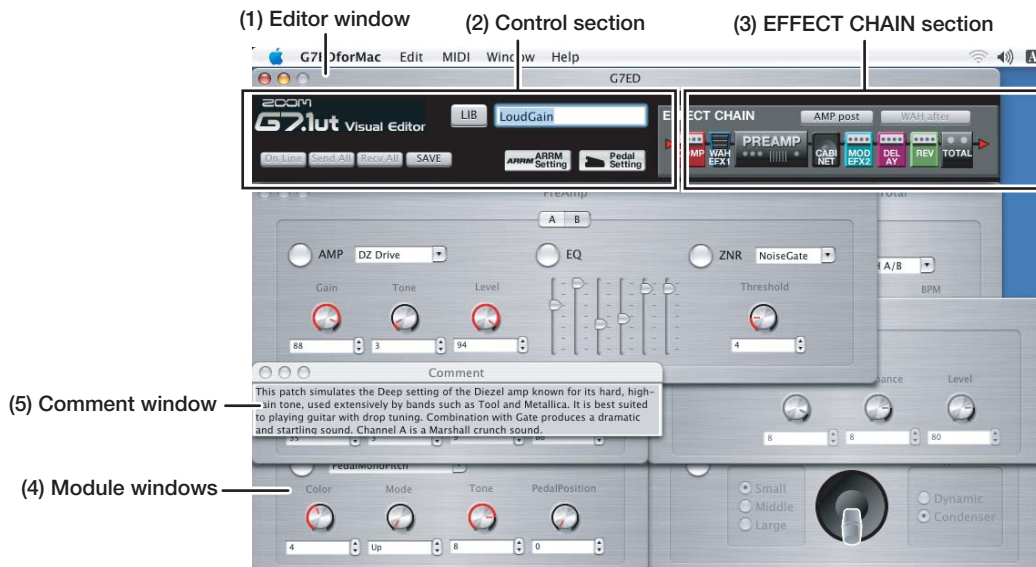 (1) Editor window
(2) Control section
(3) EFFECT CHAIN section
G7EDforMac Edit MIDI Window Help
G7ED
ZOOM
G7.1ut Visual Editor
LIB
LoudGain
On Line
Send All
Recv All
SAVE
ARRM
ARRM Setting
Pedal Setting
EFFECT CHAIN
AMP post
WAH after
COMP
WAH EFX1
PREAMP
CABI NET
MOD EFX2
DEL AY
REV
TOTAL
PreAmp
Total
A B
AMP
DZ Drive
EQ
ZNR
NoiseGate
A/B
BPM
Gain
Tone
Level
Threshold
88
3
94
4
Comment
(5) Comment window
This patch simulates the Deep setting of the Diezel amp known for its hard, high-
gain tone, used extensively by bands such as Tool and Metallica. It is best suited
to playing guitar with drop tuning. Combination with Gate produces a dramatic
and startling sound. Channel A is a Marshall crunch sound.
Level
8
8
80
(4) Module windows
PedalMonoPitch
Color
Mode
Tone
PedalPosition
4
Up
8
0
Small
Middle
Large
Dynamic
Condenser